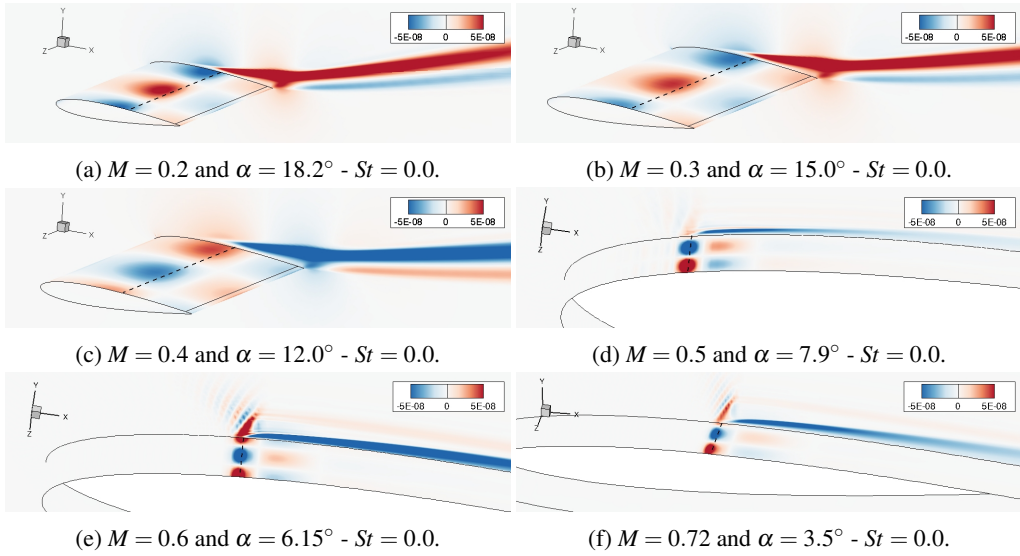 Y
Z X
-5E-08 0 5E-08
Y
Z X
-5E-08 0 5E-08
(a) M = 0.2 and α = 18.2° - St = 0.0.
(b) M = 0.3 and α = 15.0° - St = 0.0.
Y
Z X
-5E-08 0 5E-08
Y
X
Z
-5E-08 0 5E-08
(c) M = 0.4 and α = 12.0° - St = 0.0.
(d) M = 0.5 and α = 7.9° - St = 0.0.
Y
X
Z
-5E-08 0 5E-08
Y
X
Z
-5E-08 0 5E-08
(e) M = 0.6 and α = 6.15° - St = 0.0.
(f) M = 0.72 and α = 3.5° - St = 0.0.